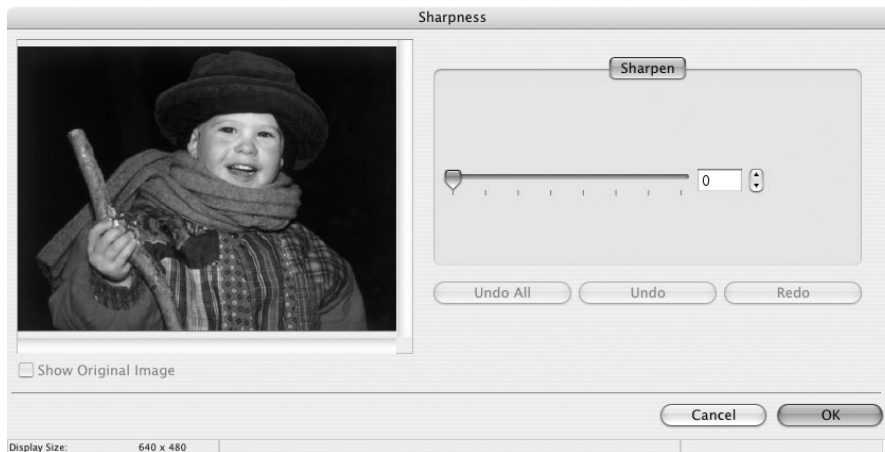 Sharpness
Sharpen
0
Undo All Undo Redo
Show Original Image
Cancel OK
Display Size: 640 x 480